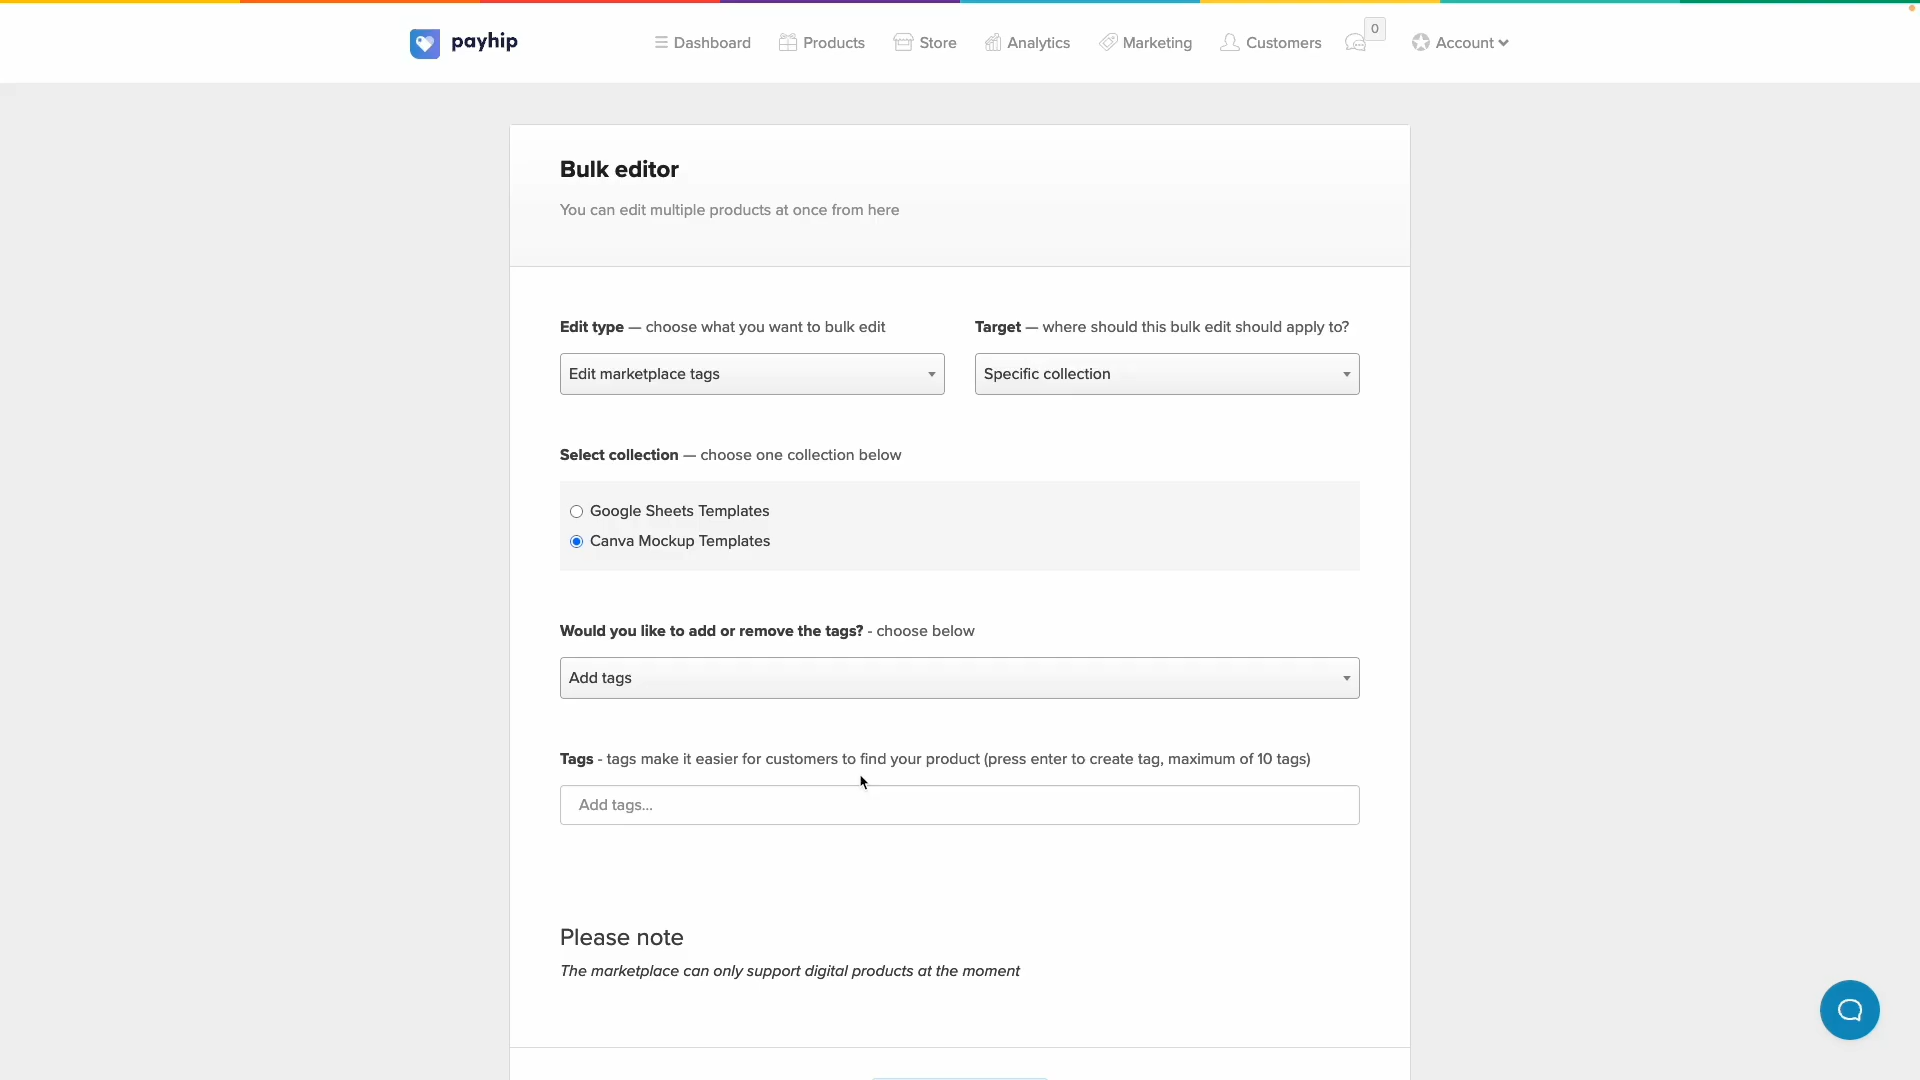 payhip
Dashboard
Products
Store
Analytics
Marketing
Customers
0
Account
Bulk editor
You can edit multiple products at once from here
Edit type — choose what you want to bulk edit
Edit marketplace tags
Target — where should this bulk edit should apply to?
Specific collection
Select collection — choose one collection below
Google Sheets Templates
Canva Mockup Templates
Would you like to add or remove the tags? - choose below
Add tags
Tags - tags make it easier for customers to find your product (press enter to create tag, maximum of 10 tags)
Add tags...
Please note
The marketplace can only support digital products at the moment